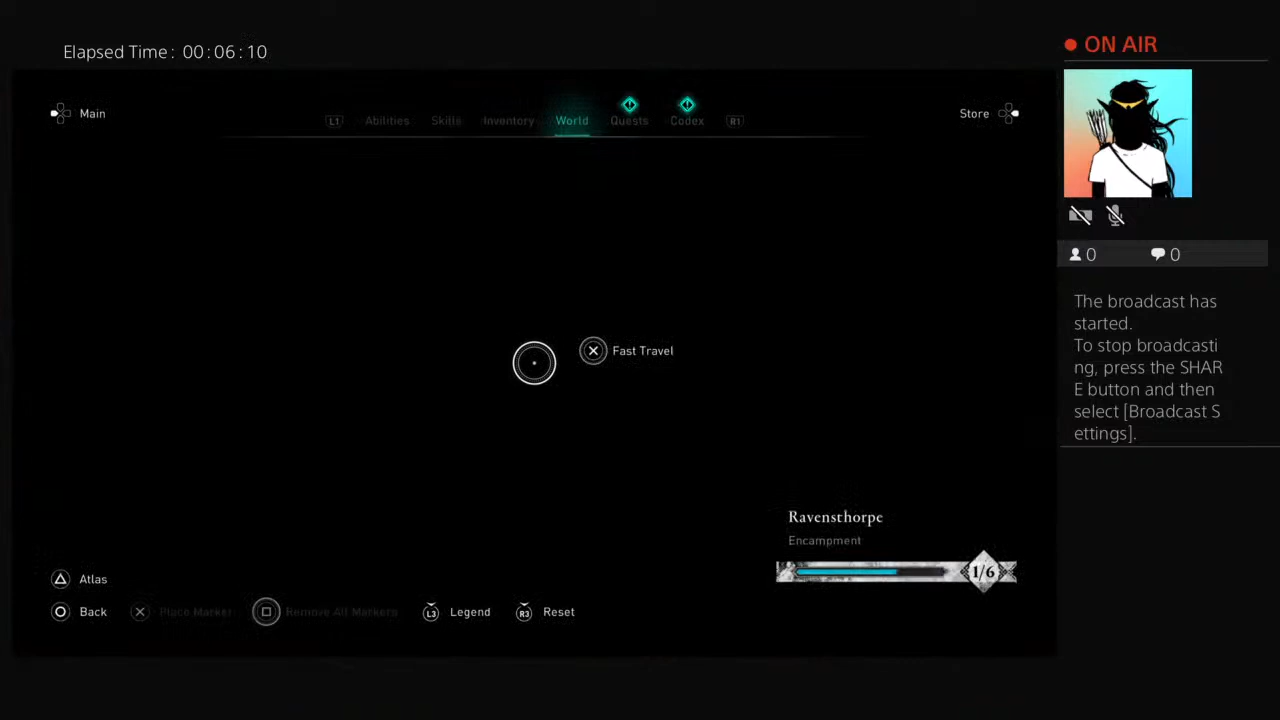 Elapsed Time: 00:06:10
ON AIR
Main
L1 Abilities Skills Inventory World Quests Codex R1
Store
0 0
The broadcast has
started.
To stop broadcasti
ng, press the SHAR
E button and then
select [Broadcast S
ettings].
Fast Travel
Ravensthorpe
Encampment
1/6
Atlas
Back Place Marker Remove All Markers L3 Legend R3 Reset